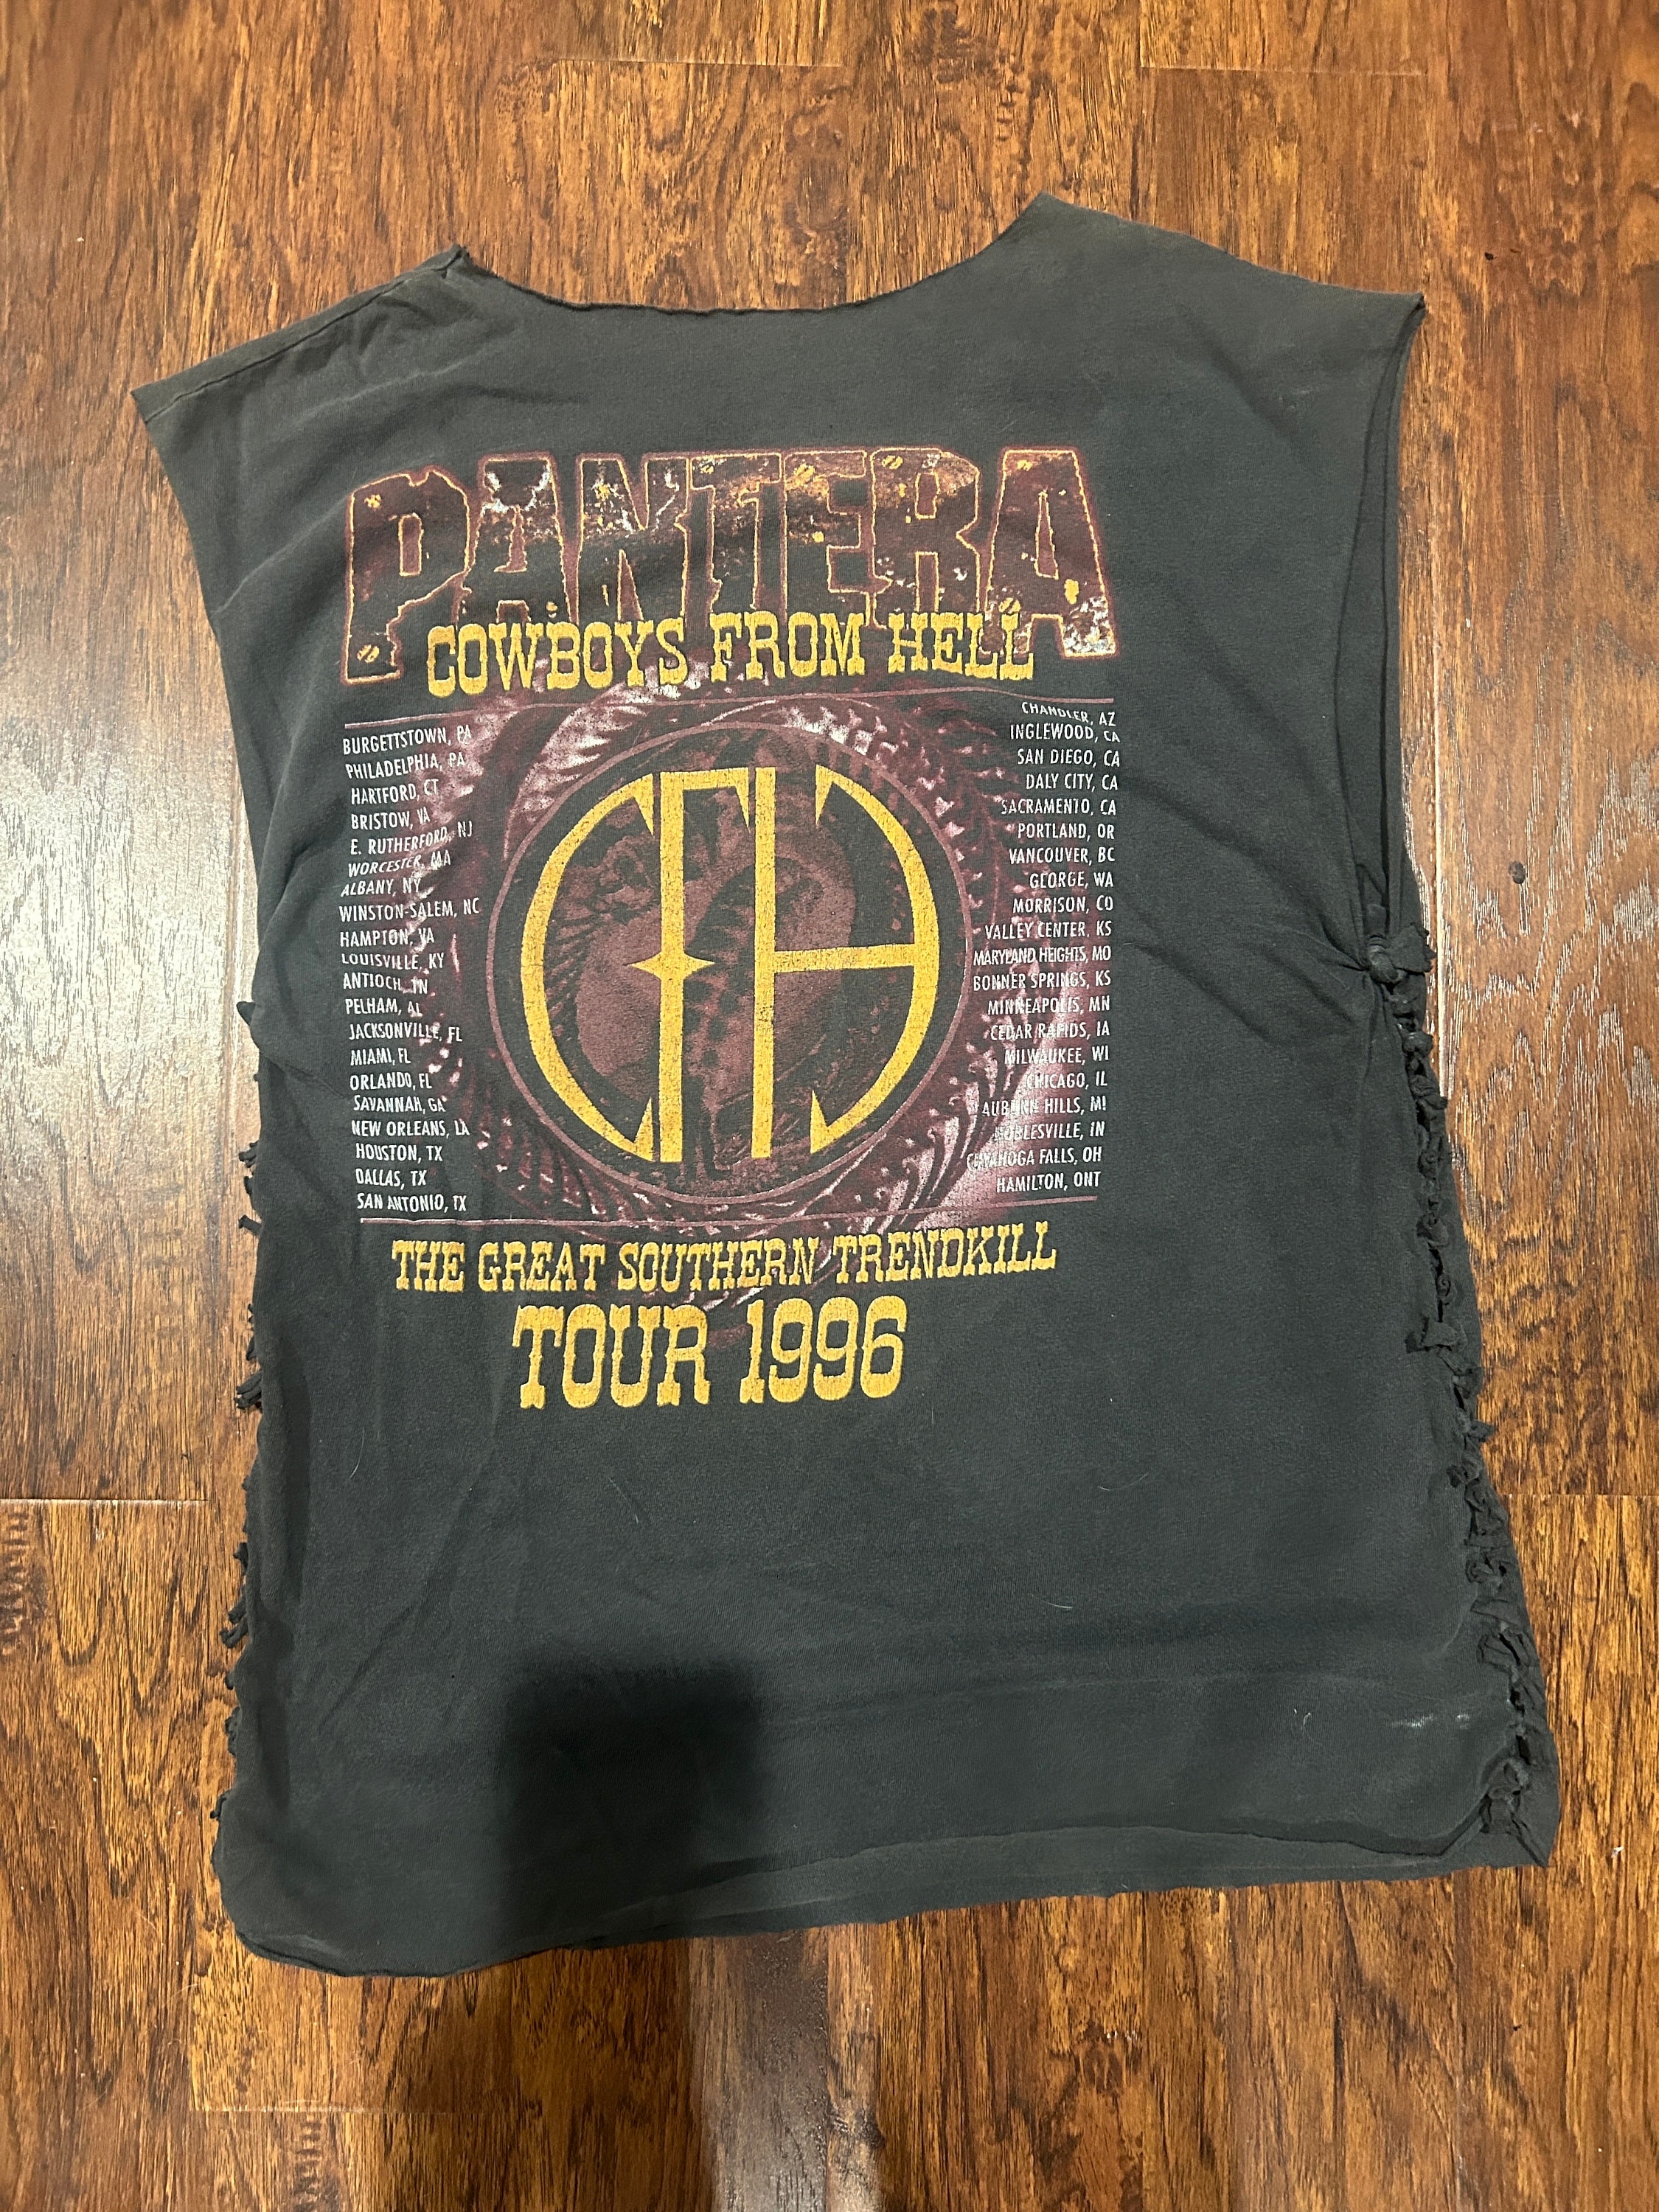 PANTERA
COWBOYS FROM HELL
BURGETTSTOWN, PA
PHILADELPHIA, PA
HARTFORD, CT
BRISTOW, VA
E. RUTHERFORD, NJ
WORCESTER, MA
ALBANY, NY
WINSTON-SALEM, NC
HAMPTON, VA
LOUISVILLE, KY
ANTIOCH, TN
PELHAM, AL
JACKSONVILLE, FL
MIAMI, FL
ORLANDO, FL
SAVANNAH, GA
NEW ORLEANS, LA
HOUSTON, TX
DALLAS, TX
SAN ANTONIO, TX
CFH
CHANDLER, AZ
INGLEWOOD, CA
SAN DIEGO, CA
DALY CITY, CA
SACRAMENTO, CA
PORTLAND, OR
VANCOUVER, BC
GEORGE, WA
MORRISON, CO
VALLEY CENTER, KS
MARYLAND HEIGHTS, MO
BONNER SPRINGS, KS
MINNEAPOLIS, MN
CEDAR RAPIDS, IA
MILWAUKEE, WI
CHICAGO, IL
AUBURN HILLS, MI
NOBLESVILLE, IN
CUYAHOGA FALLS, OH
HAMILTON, ONT
THE GREAT SOUTHERN TRENDKILL
TOUR 1996